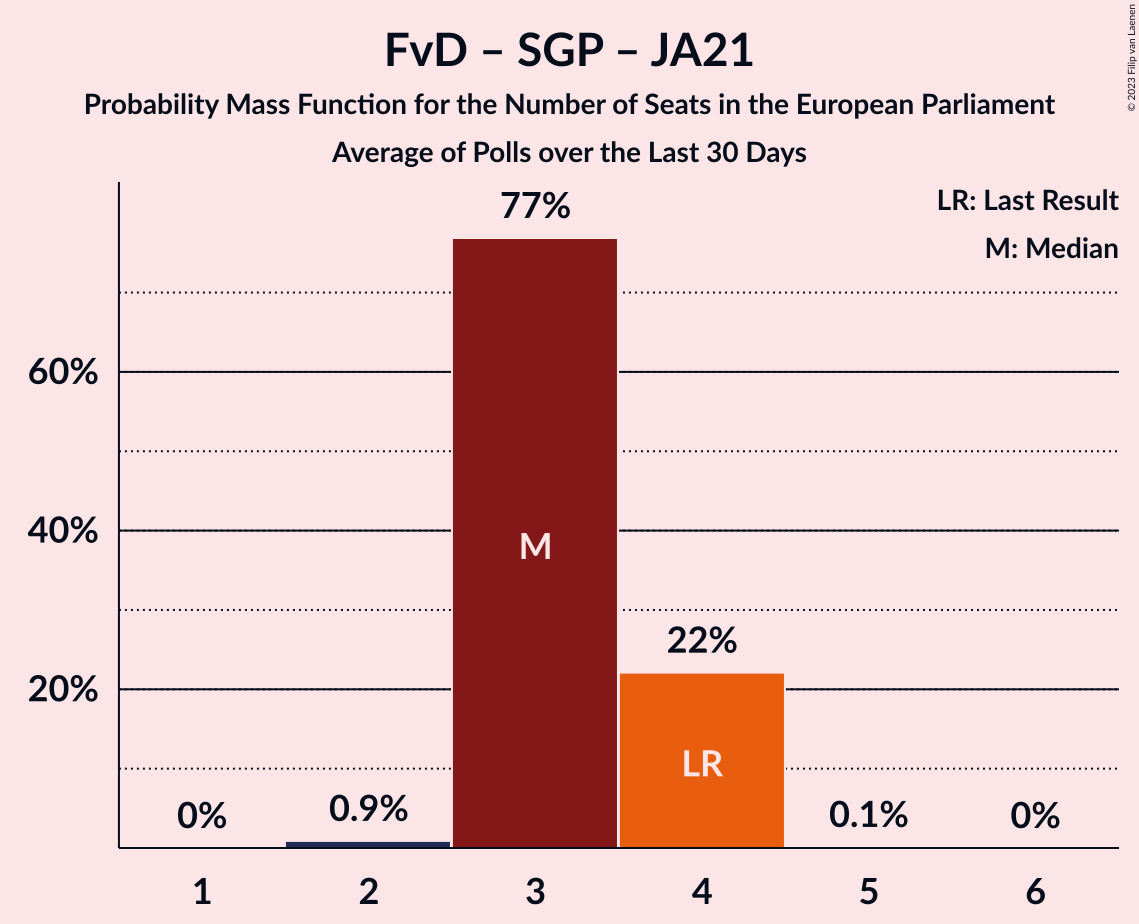 FvD – SGP – JA21
Probability Mass Function for the Number of Seats in the European Parliament
Average of Polls over the Last 30 Days
© 2023 Filip van Laenen
LR: Last Result
M: Median
77%
60%
40%
20%
M
22%
LR
0%
0.9%
0.1%
0%
1
2
3
4
5
6